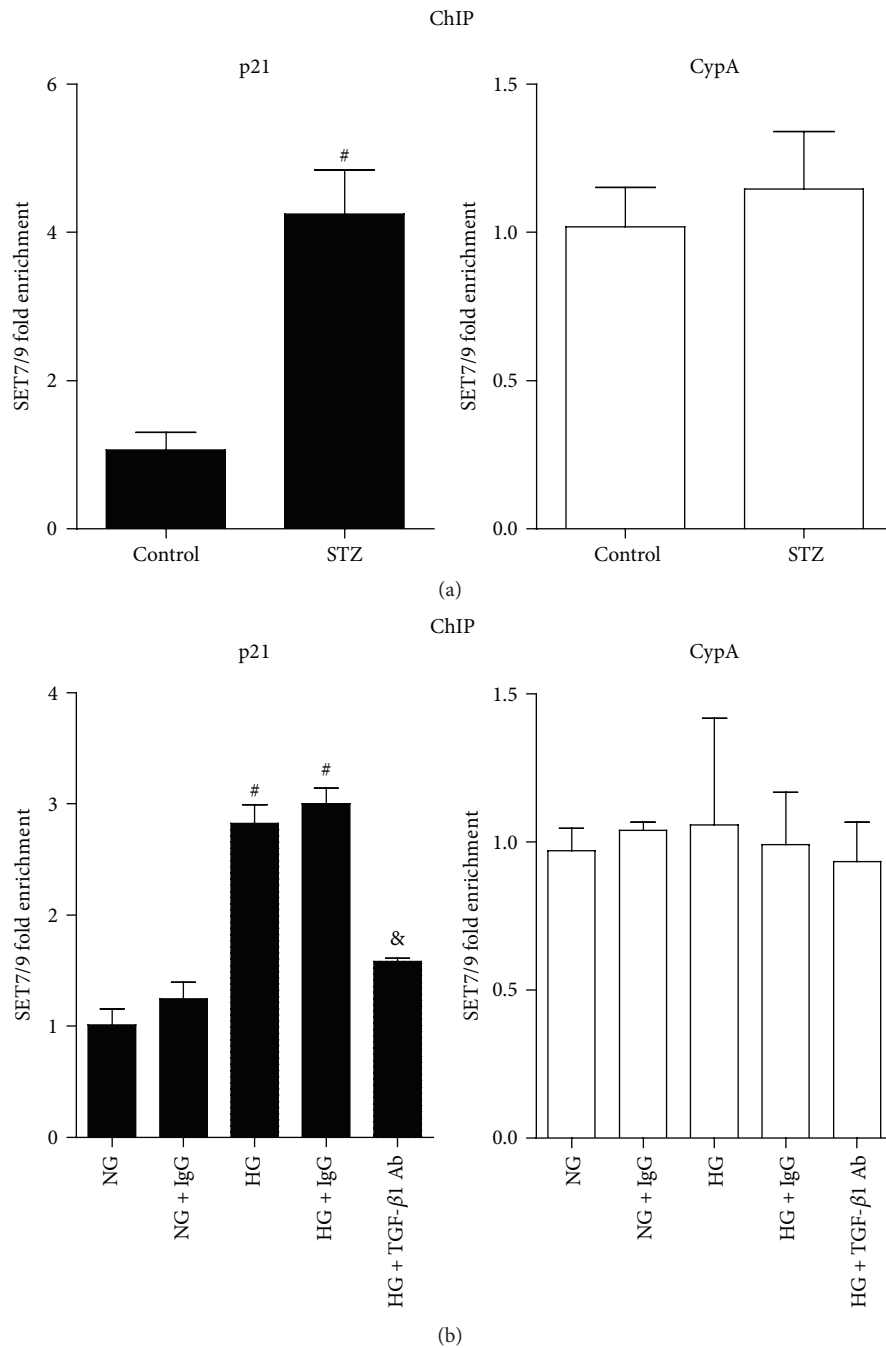 ChIP
p21
SET7/9 fold enrichment
6
4
2
0
#
Control
STZ
CypA
SET7/9 fold enrichment
1.5
1.0
0.5
0.0
Control
STZ
(a)
ChIP
p21
SET7/9 fold enrichment
4
3
2
1
0
#
#
&
NG
NG + IgG
HG
HG + IgG
HG + TGF-β1 Ab
CypA
SET7/9 fold enrichment
1.5
1.0
0.5
0.0
NG
NG + IgG
HG
HG + IgG
HG + TGF-β1 Ab
(b)